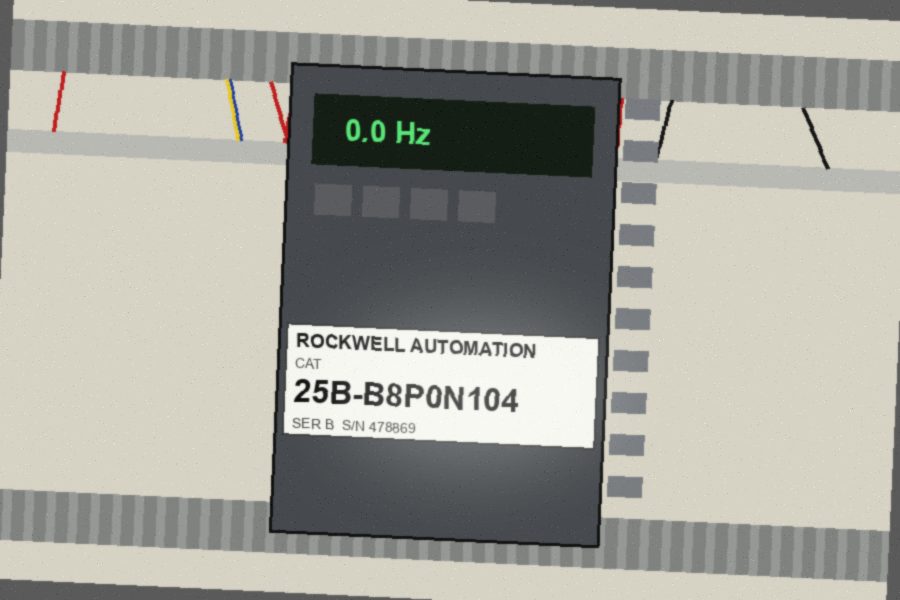 0.0 Hz
ROCKWELL AUTOMATION
CAT
25B-B8P0N104
SER B S/N 478869